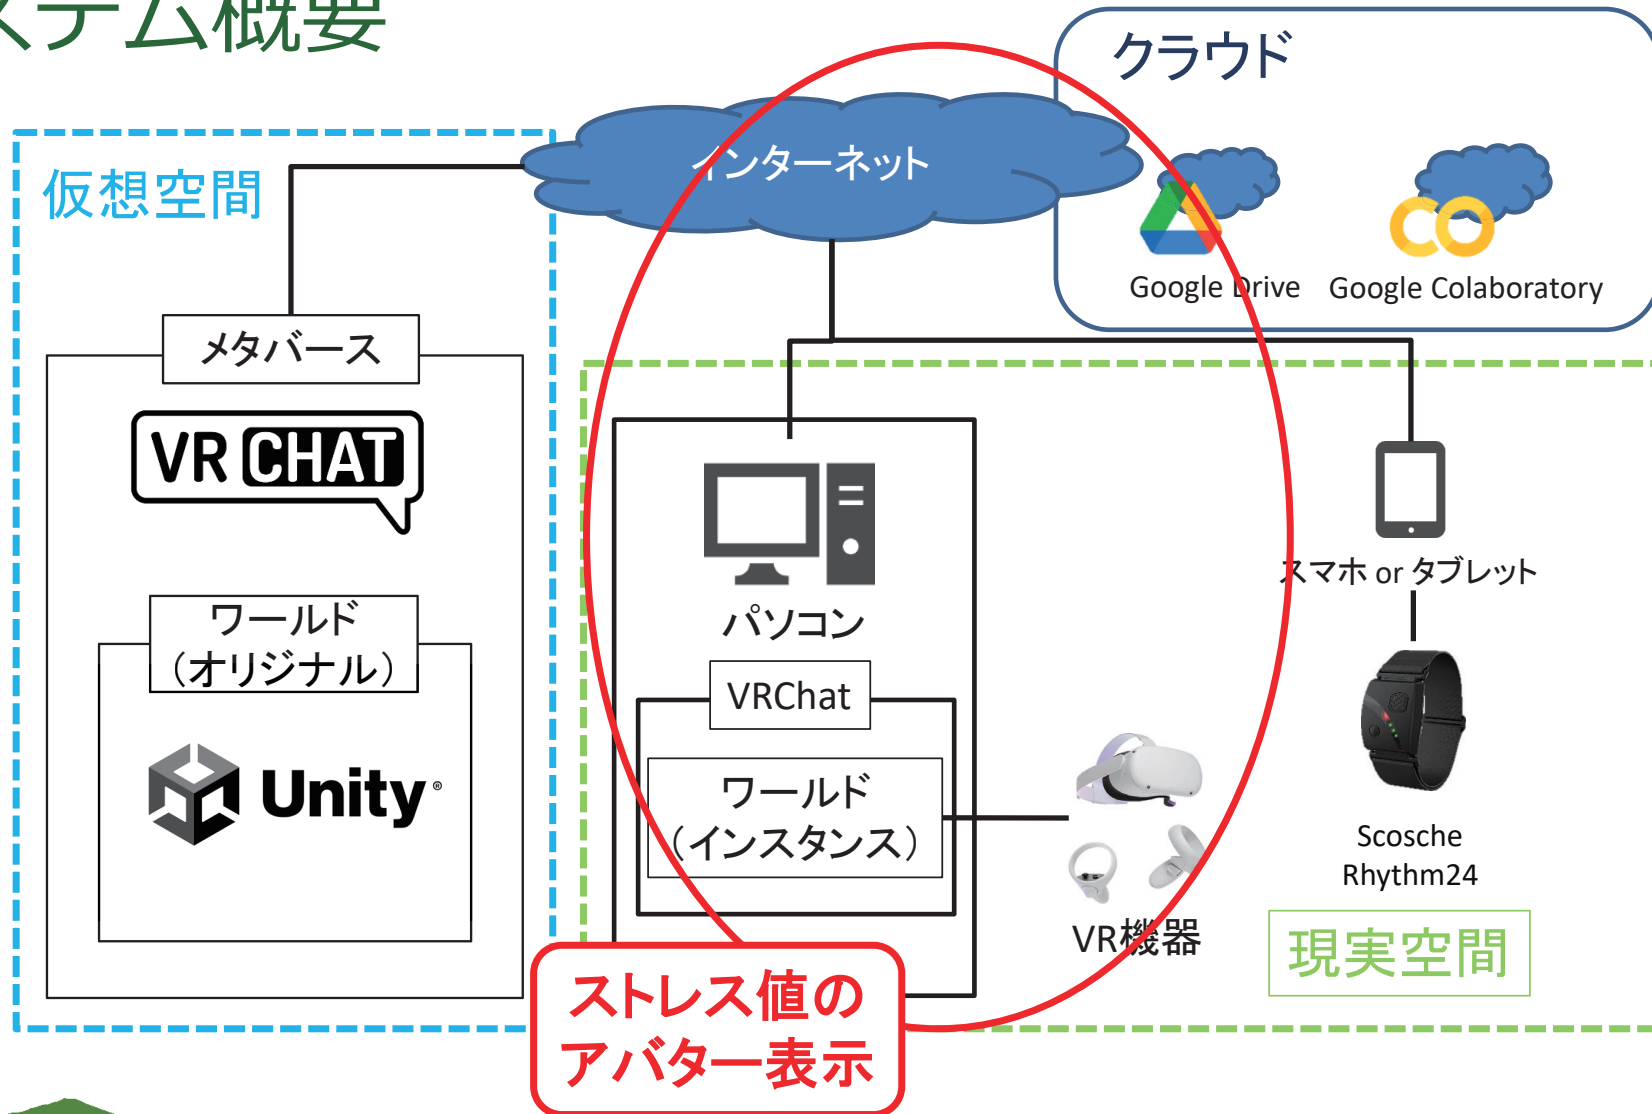 ステム概要
クラウド
インターネット
仮想空間
Google Drive
Google Colaboratory
メタバース
VR CHAT
ワールド
（オリジナル）
Unity®
パソコン
VRChat
ワールド
（インスタンス）
VR機器
スマホ or タブレット
Scosche
Rhythm24
現実空間
ストレス値の
アバター表示